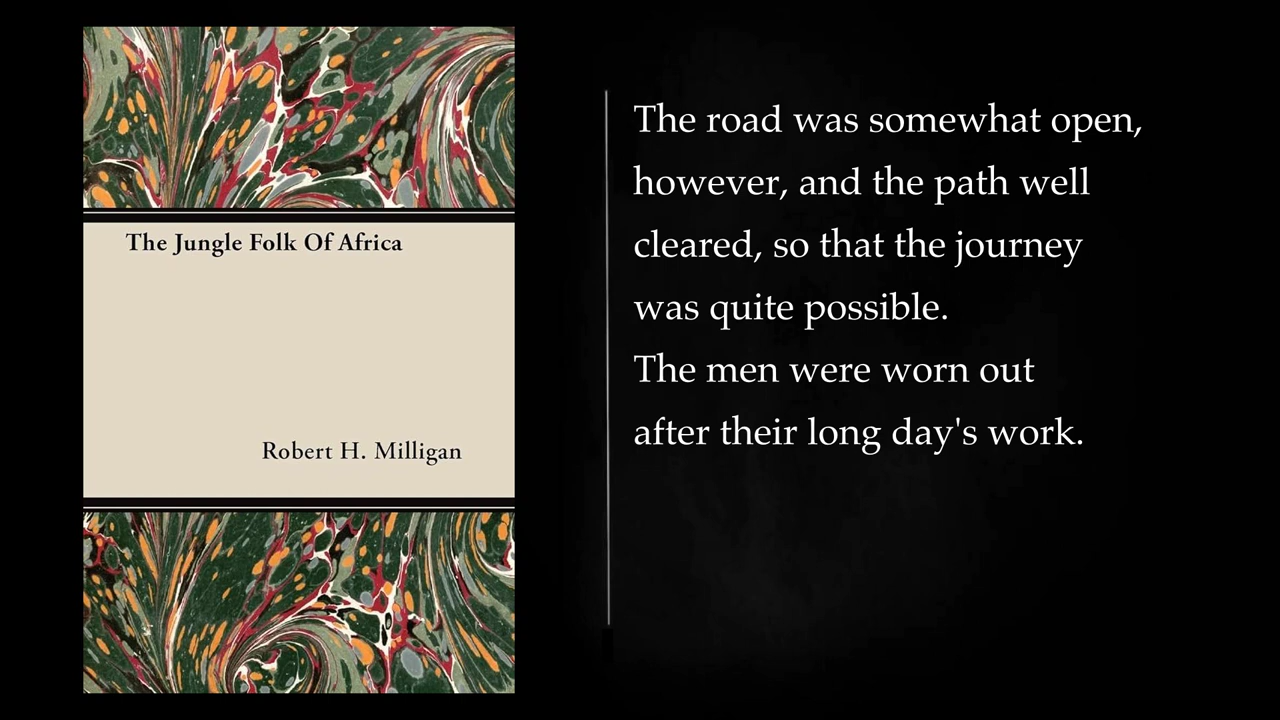 The Jungle Folk Of Africa
Robert H. Milligan
The road was somewhat open,
however, and the path well
cleared, so that the journey
was quite possible.
The men were worn out
after their long day's work.